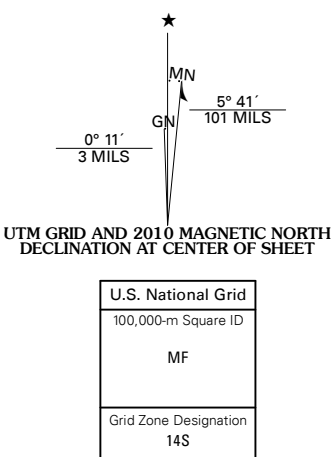 MN
5° 41´
101 MILS
GN
0° 11´
3 MILS
UTM GRID AND 2010 MAGNETIC NORTH
DECLINATION AT CENTER OF SHEET
U.S. National Grid
100,000-m Square ID
MF
Grid Zone Designation
14S